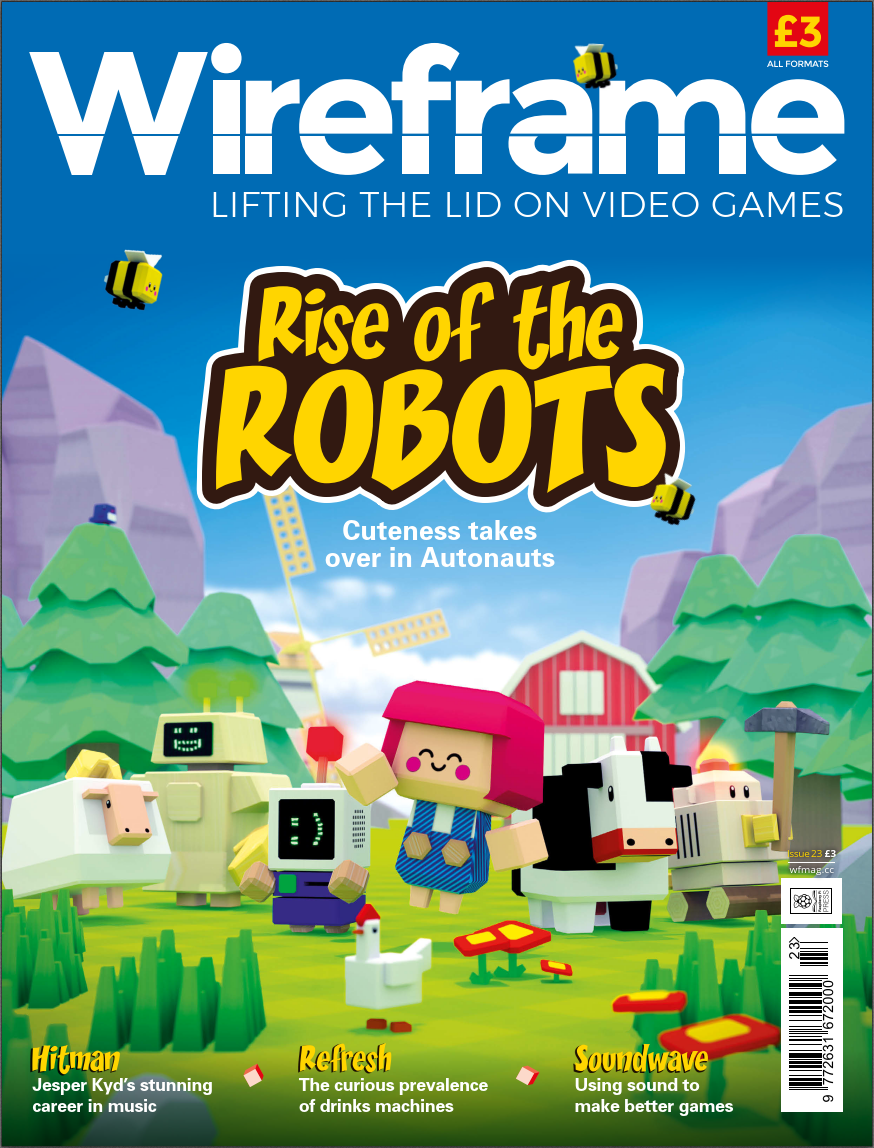 £3
ALL FORMATS
Wireframe
LIFTING THE LID ON VIDEO GAMES
Rise of the
ROBOTS
Cuteness takes
over in Autonauts
Issue 23 £3
wfmag.cc
PRESS
23>
9 772631 672000
Hitman
Jesper Kyd's stunning
career in music
Refresh
The curious prevalence
of drinks machines
Soundwave
Using sound to
make better games